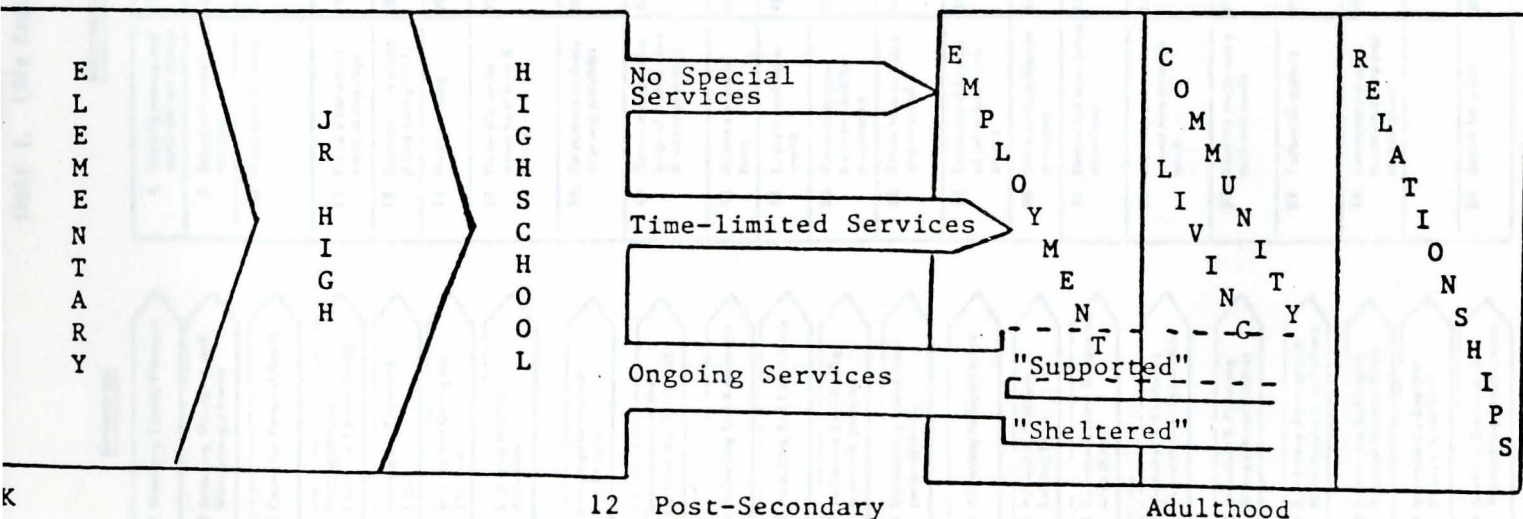 ELEMENTARY
JR HIGH
HIGHSCHOOL
No Special
Services
Time-limited Services
Ongoing Services
EMPLOYMENT
COMMUNITY
LIVING
RELATIONSHIPS
"Supported"
"Sheltered"
K
12
Post-Secondary
Adulthood